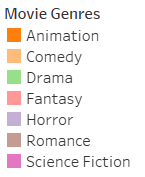 Movie Genres
Animation
Comedy
Drama
Fantasy
Horror
Romance
Science Fiction